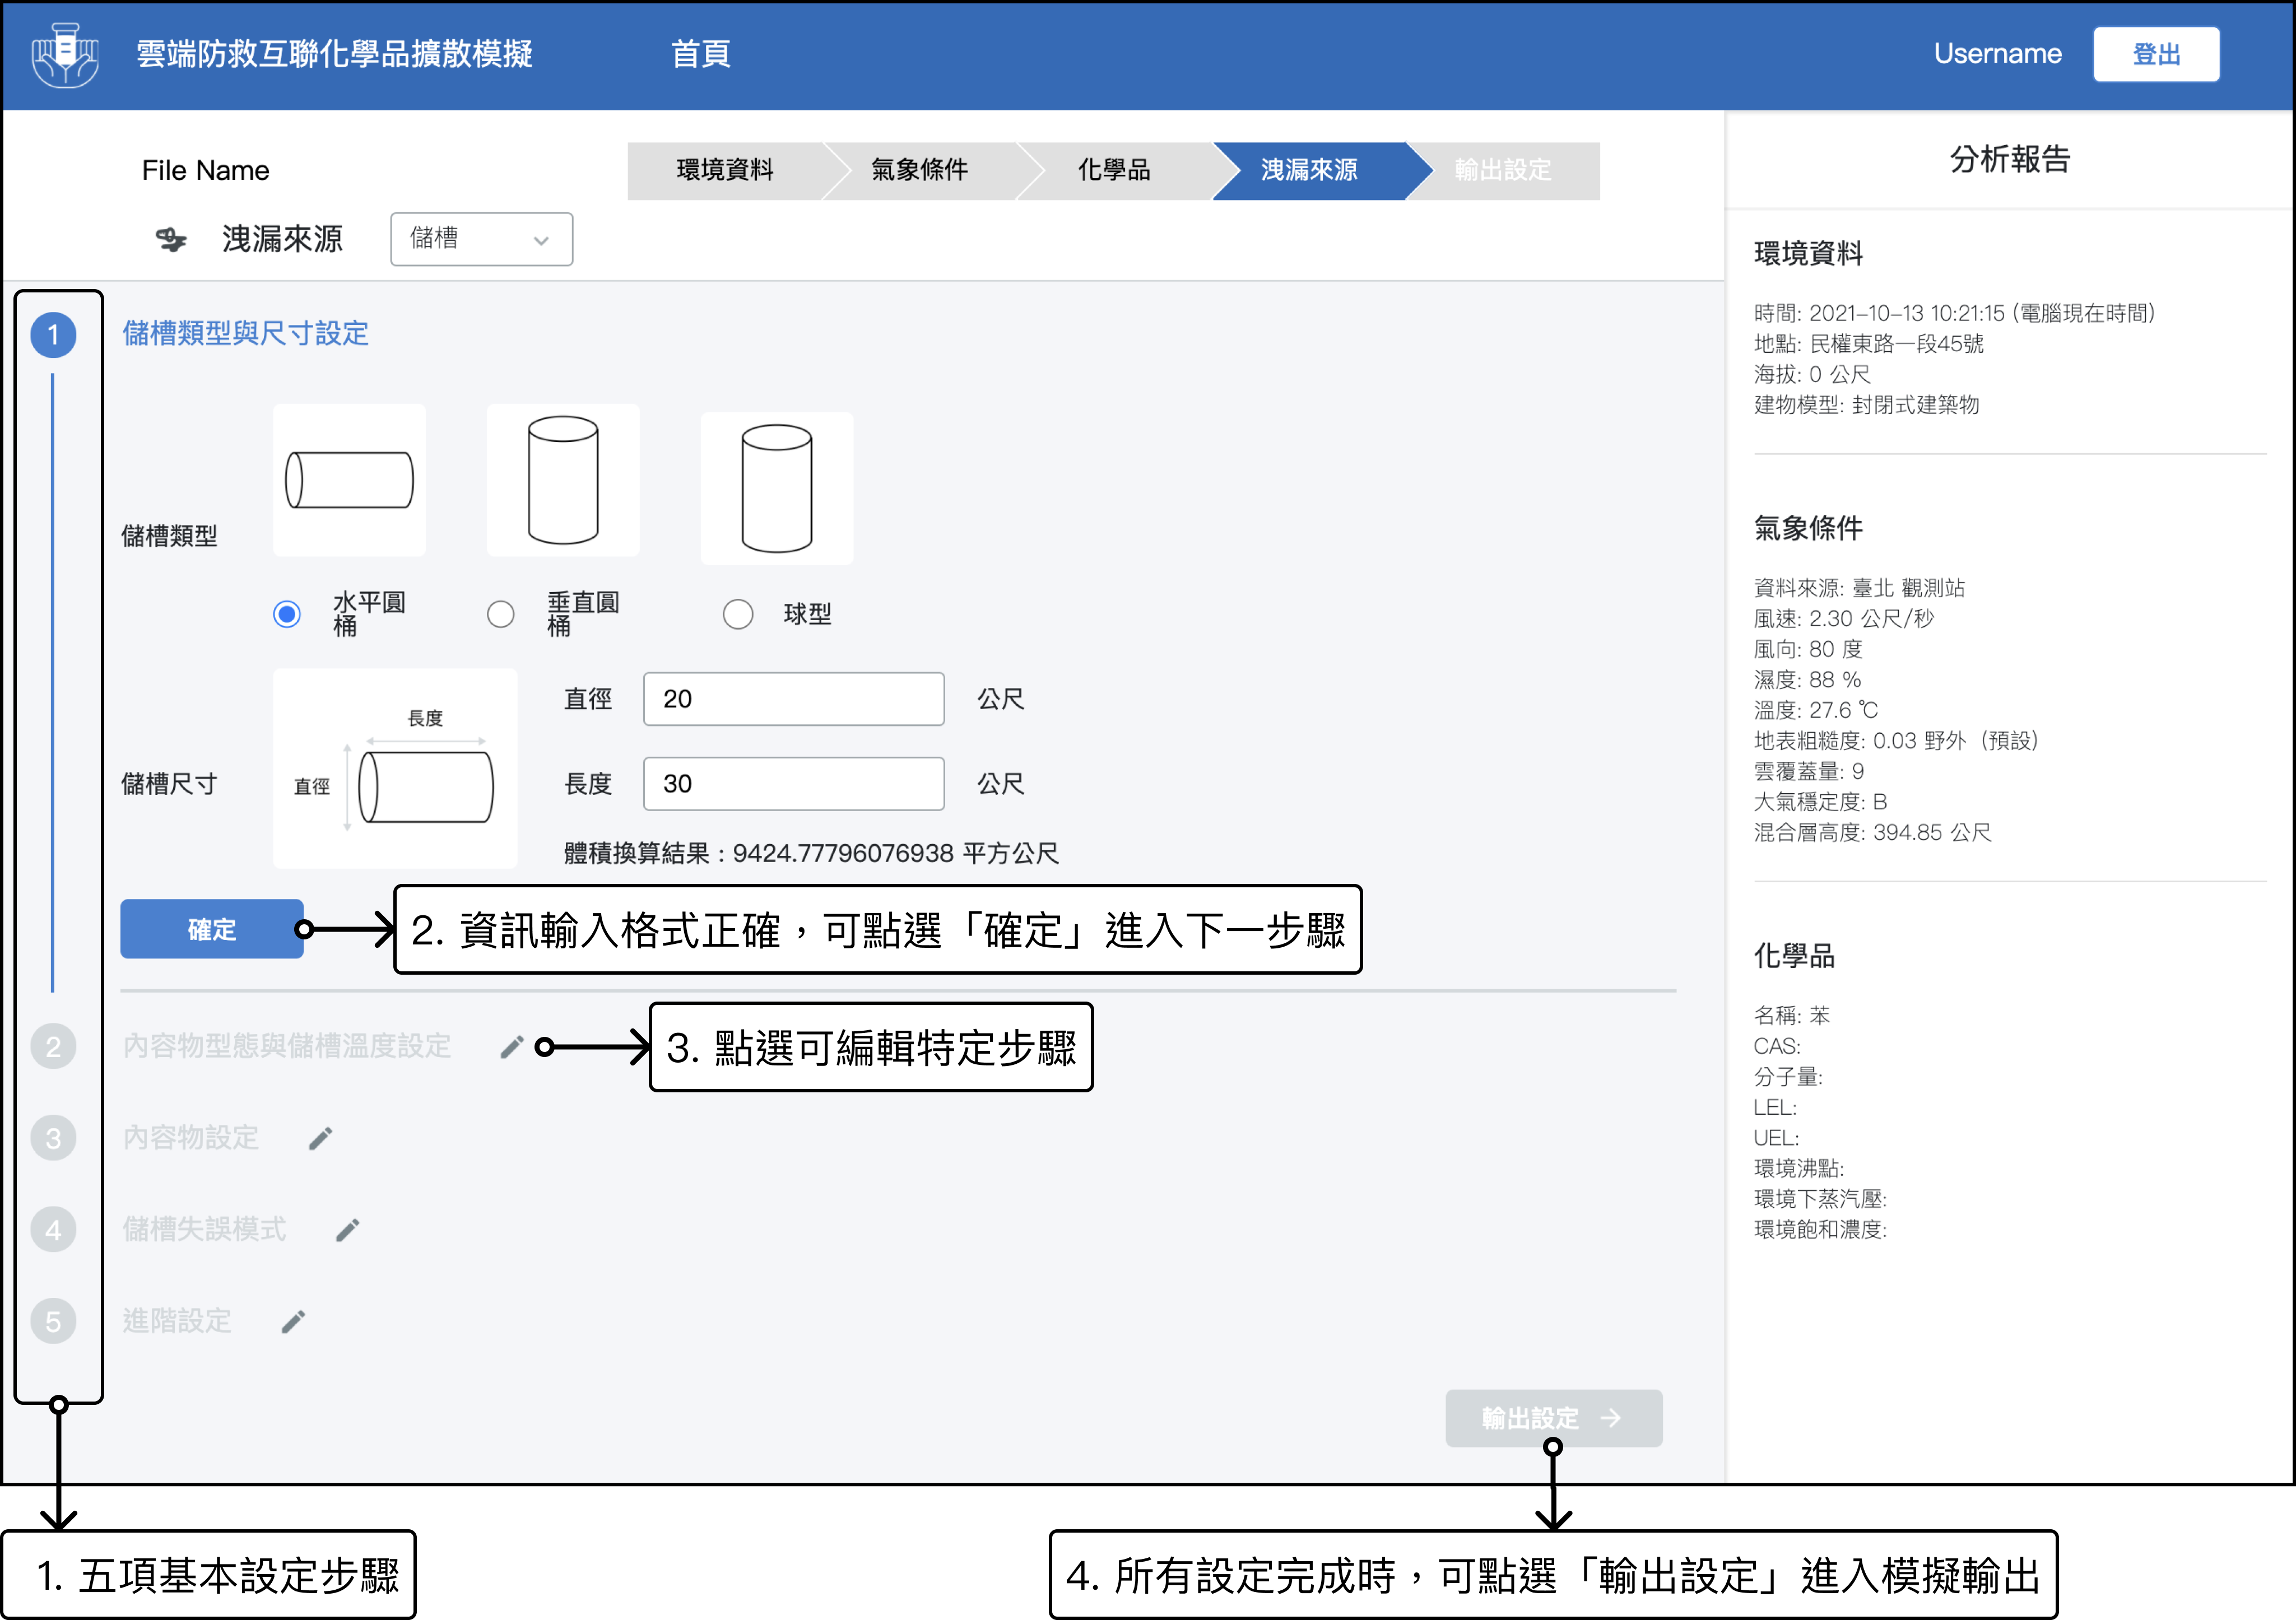 雲端防救互聯化學品擴散模擬
首頁
Username
登出
File Name
環境資料
氣象條件
化學品
洩漏來源
輸出設定
洩漏來源
儲槽
1
儲槽類型與尺寸設定
儲槽類型
水平圓
桶
垂直圓
桶
球型
儲槽尺寸
長度
直徑
直徑
20
公尺
長度
30
公尺
體積換算結果：9424.77796076938 平方公尺
確定
2. 資訊輸入格式正確，可點選「確定」進入下一步驟
2
內容物型態與儲槽溫度設定
3. 點選可編輯特定步驟
3
內容物設定
4
儲槽失誤模式
5
進階設定
輸出設定
1. 五項基本設定步驟
4. 所有設定完成時，可點選「輸出設定」進入模擬輸出
分析報告
環境資料
時間: 2021-10-13 10:21:15 (電腦現在時間)
地點: 民權東路一段45號
海拔: 0 公尺
建物模型: 封閉式建築物
氣象條件
資料來源: 臺北 觀測站
風速: 2.30 公尺/秒
風向: 80 度
濕度: 88 %
溫度: 27.6 ℃
地表粗糙度: 0.03 野外（預設）
雲覆蓋量: 9
大氣穩定度: B
混合層高度: 394.85 公尺
化學品
名稱: 苯
CAS:
分子量:
LEL:
UEL:
環境沸點:
環境下蒸汽壓:
環境飽和濃度: